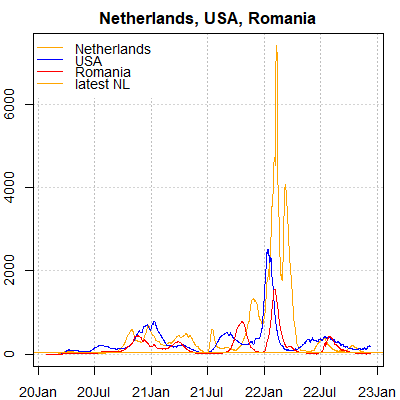 Netherlands, USA, Romania
Netherlands
USA
Romania
latest NL
6000
4000
2000
0
20Jan 20Jul 21Jan 21Jul 22Jan 22Jul 23Jan